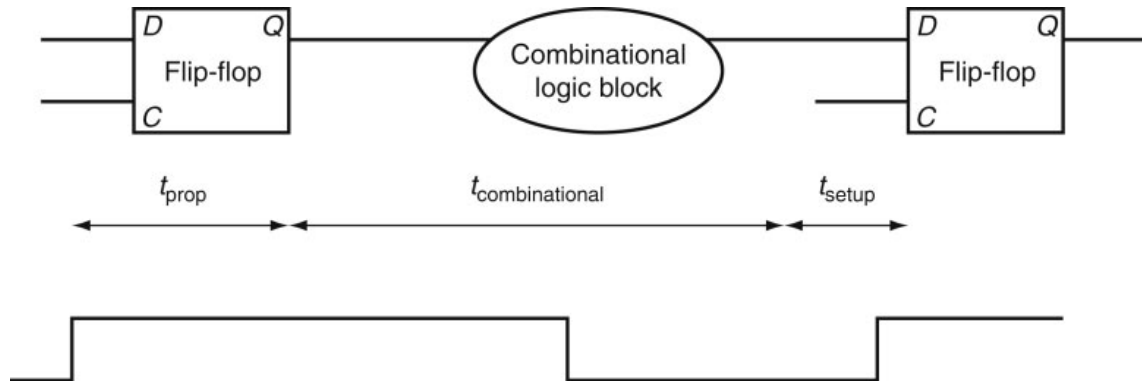 D Q
Flip-flop
C
Combinational
logic block
D Q
Flip-flop
C
tprop
tcombinational
tsetup